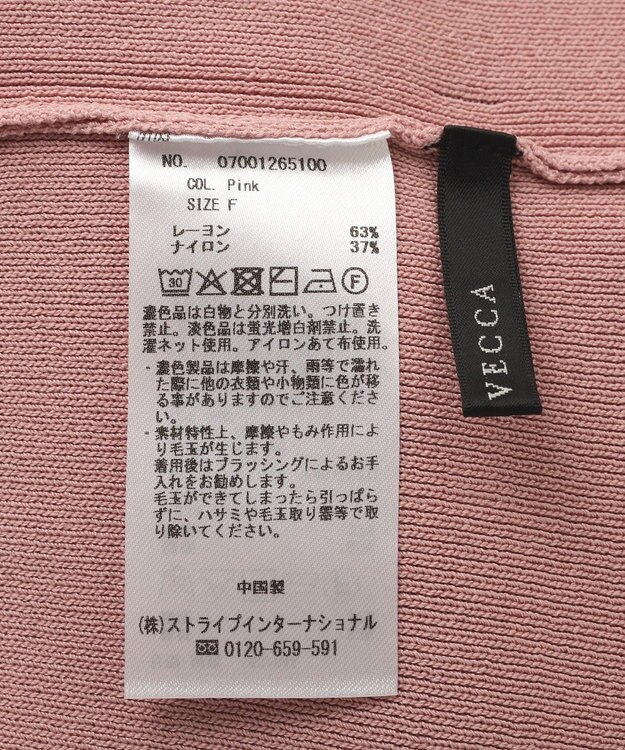 NO. 07001265100
COL. Pink
SIZE F
レーヨン 63%
ナイロン 37%
30 F
濃色品は白物と分別洗い。つけ置き
禁止。淡色品は蛍光増白剤禁止。洗
濯ネット使用。アイロンあて布使用。
・濃色製品は摩擦や汗、雨等で濡れ
た際に他の衣類や小物類に色が移
る事がありますのでご注意くださ
い。
・素材特性上、摩擦やもみ作用によ
り毛玉が生じます。
着用後はブラッシングによるお手
入れをお勧めします。
毛玉ができてしまったら引っぱら
ずに、ハサミや毛玉取り器等で取
り除いてください。
中国製
(株)ストライプインターナショナル
0120-659-591
VECCA